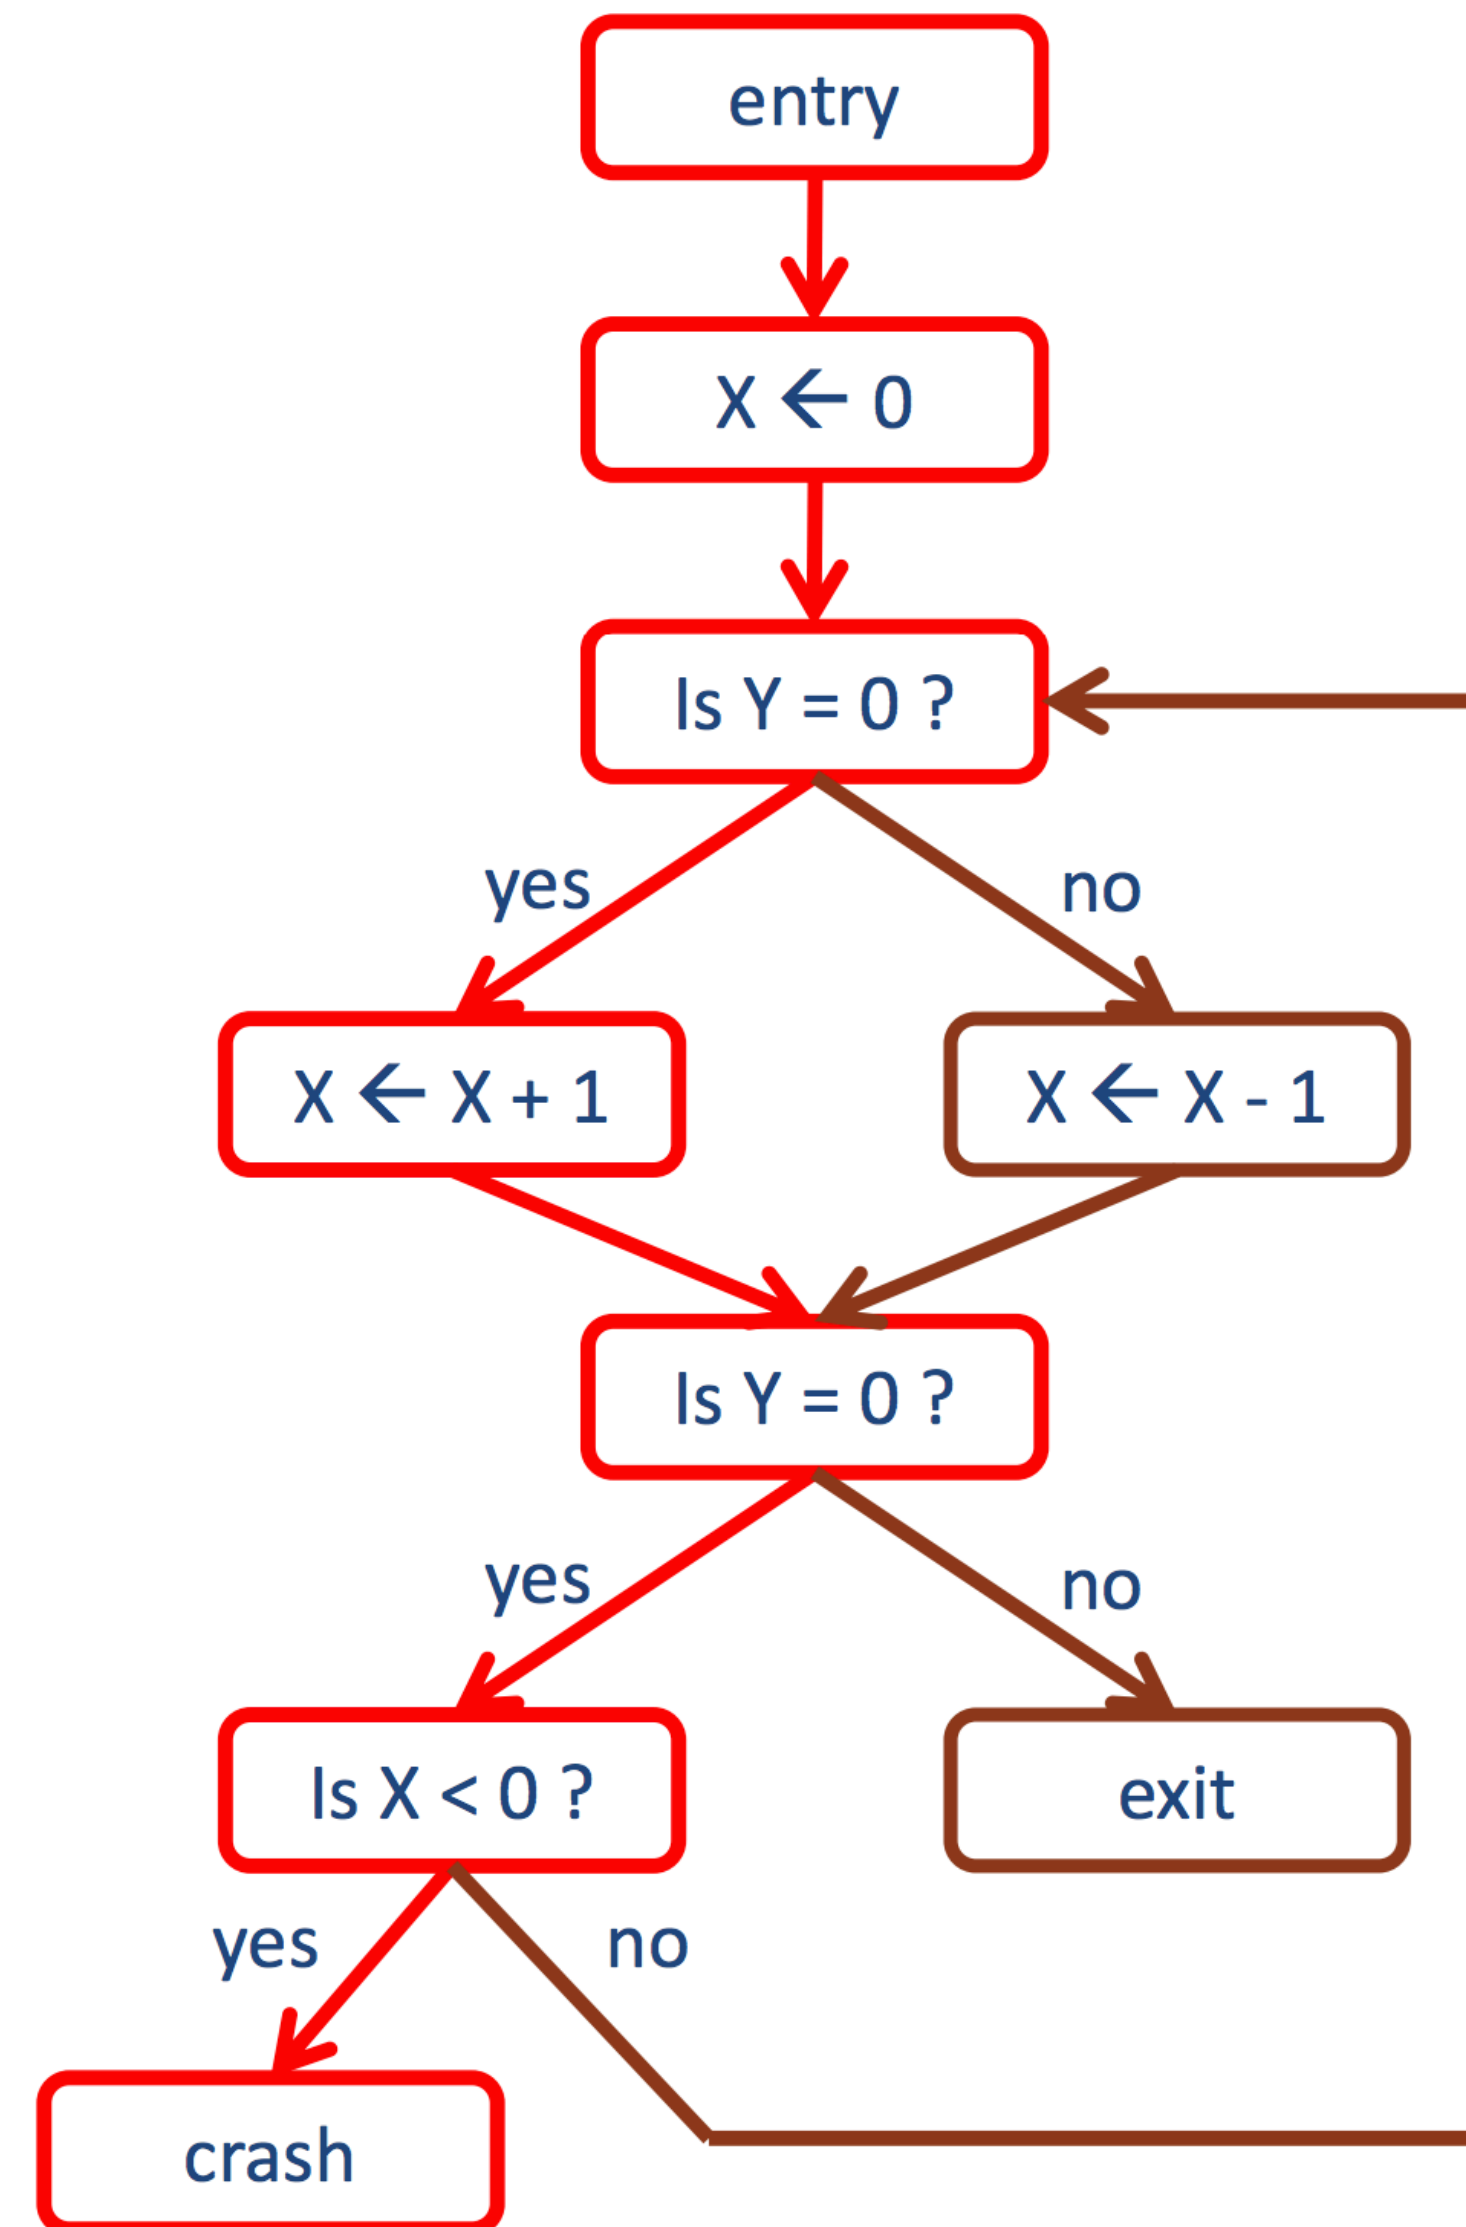 entry
X ← 0
Is Y = 0 ?
yes
no
X ← X + 1
X ← X - 1
Is Y = 0 ?
yes
no
Is X < 0 ?
exit
yes
no
crash